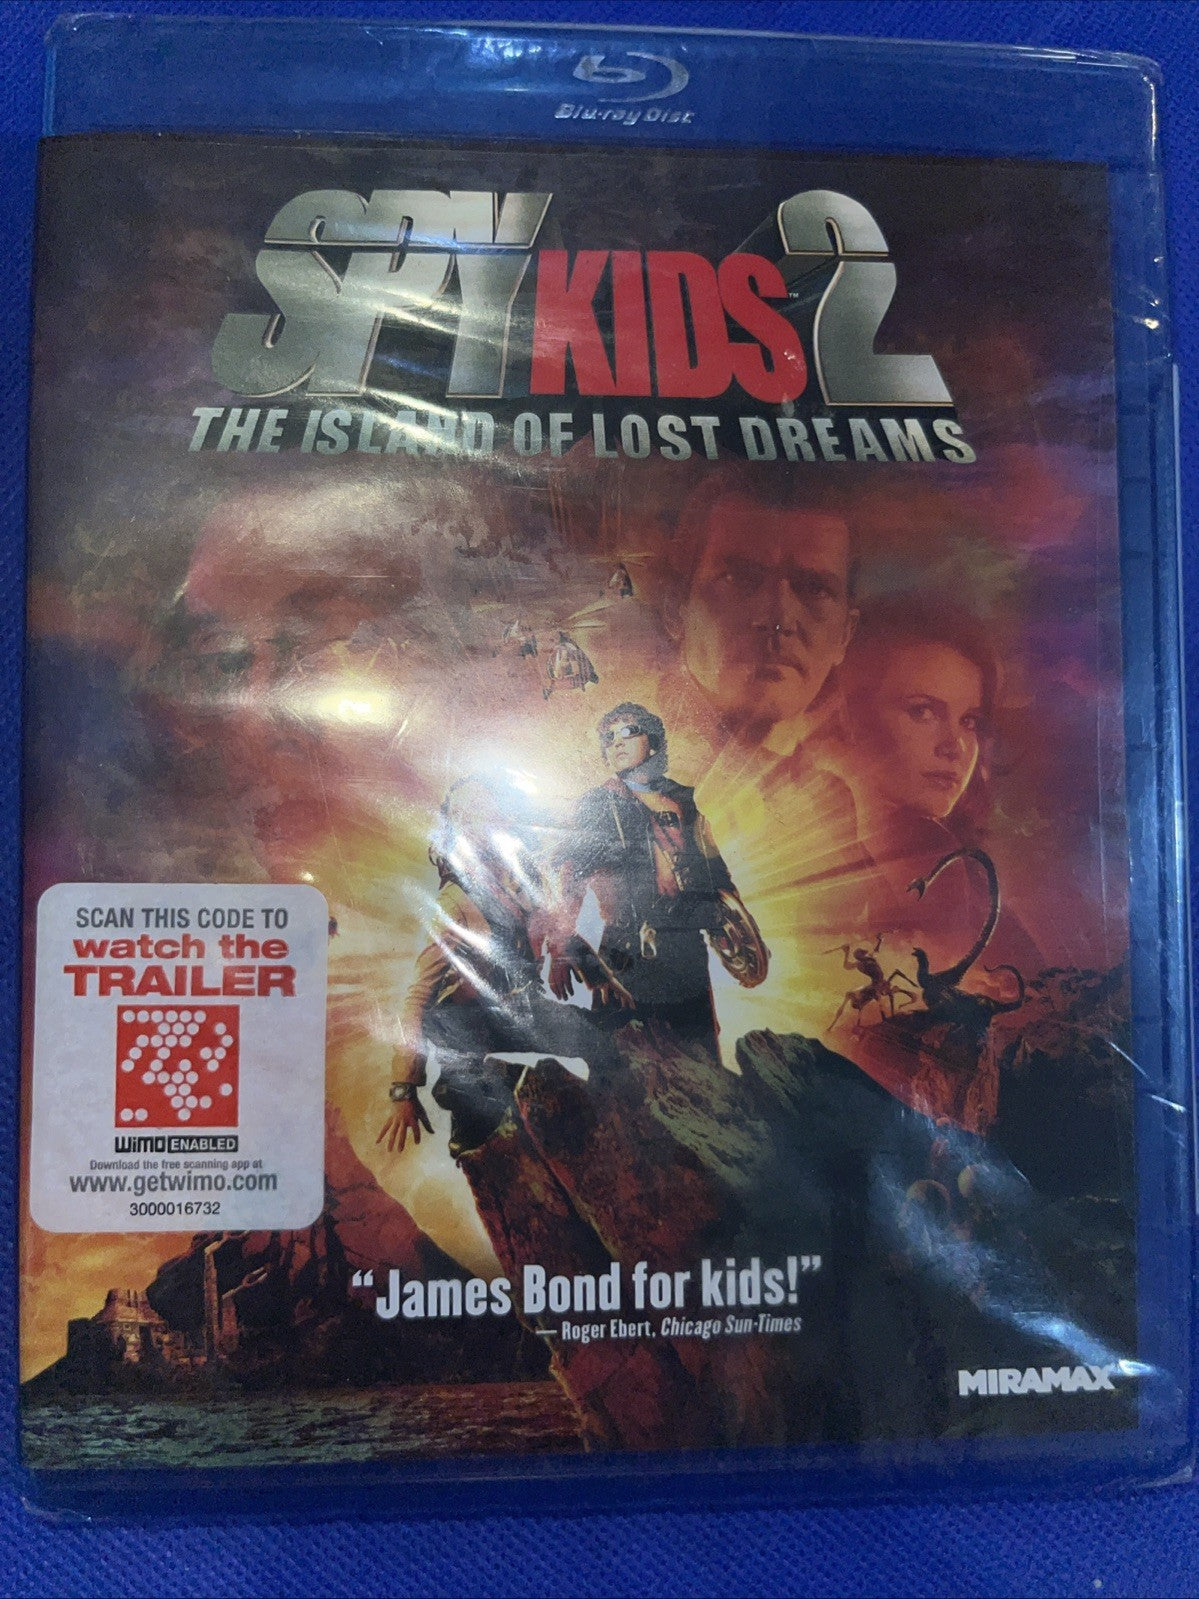 Blu-ray Disc
SPY KIDS 2
THE ISLAND OF LOST DREAMS
SCAN THIS CODE TO
watch the
TRAILER
WiMO ENABLED
Download the free scanning app at
www.getwimo.com
3000016732
“James Bond for kids!”
— Roger Ebert, Chicago Sun-Times
MIRAMAX